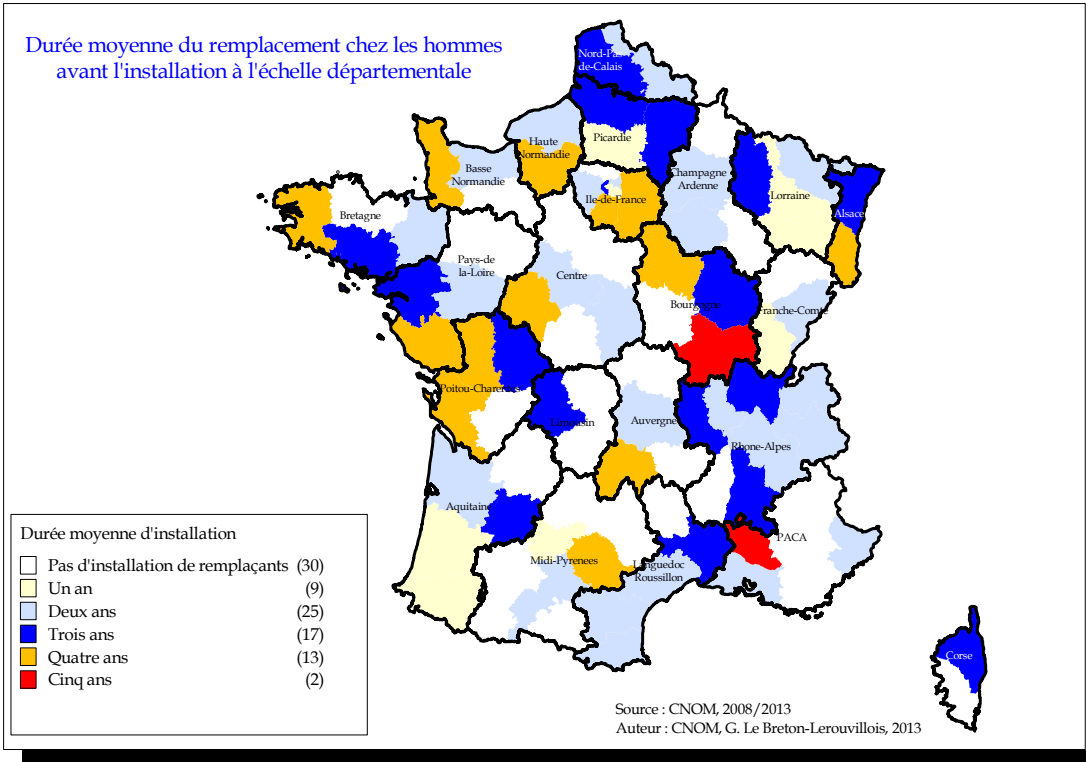 Durée moyenne du remplacement chez les hommes
avant l'installation à l'échelle départementale
Nord-Pas
de-Calais
Picardie
Haute
Normandie
Basse
Normandie
Ile-de-France
Champagne
Ardenne
Lorraine
Alsace
Bretagne
Pays-de
la-Loire
Centre
Bourgogne
Franche-Comté
Poitou-Charentes
Limousin
Auvergne
Rhone-Alpes
Aquitaine
Midi-Pyrenees
Languedoc
Roussillon
PACA
Corse
Durée moyenne d'installation
Pas d'installation de remplaçants (30)
Un an (9)
Deux ans (25)
Trois ans (17)
Quatre ans (13)
Cinq ans (2)
Source : CNOM, 2008/2013
Auteur : CNOM, G. Le Breton-Lerouvillois, 2013